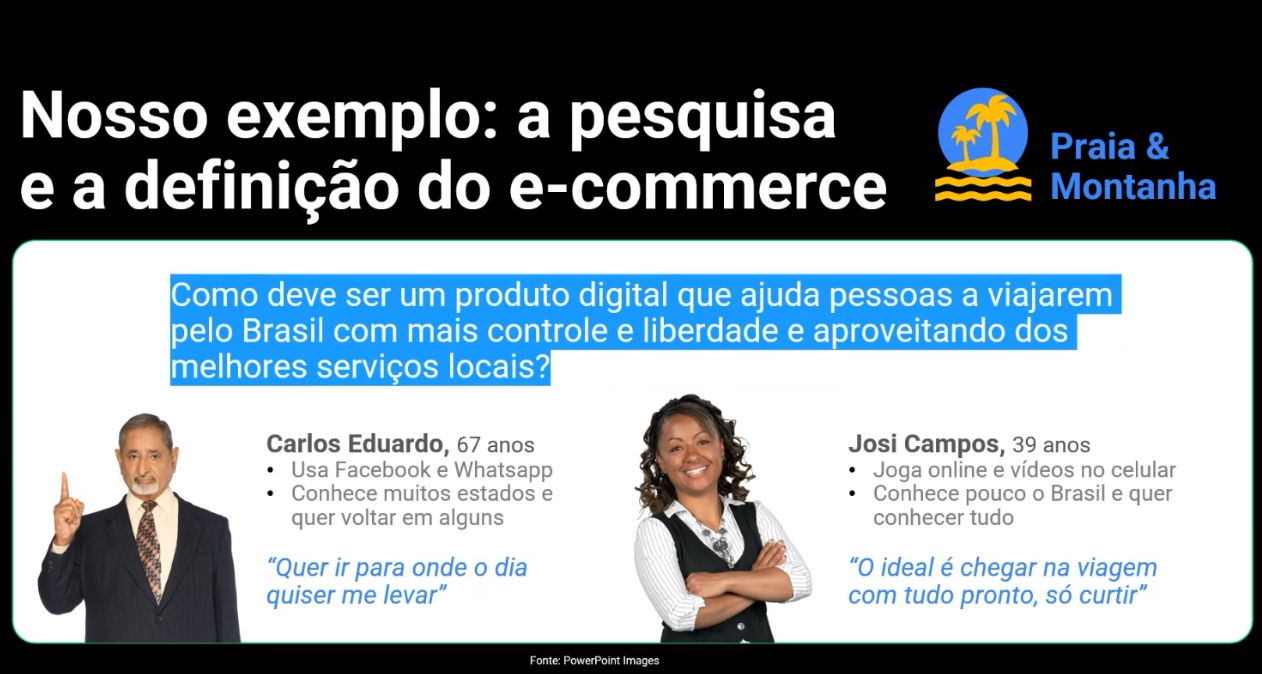 Nosso exemplo: a pesquisa
e a definição do e-commerce
Praia &
Montanha
Como deve ser um produto digital que ajuda pessoas a viajarem
pelo Brasil com mais controle e liberdade e aproveitando dos
melhores serviços locais?
Carlos Eduardo, 67 anos
• Usa Facebook e Whatsapp
• Conhece muitos estados e
quer voltar em alguns
“Quer ir para onde o dia
quiser me levar”
Josi Campos, 39 anos
• Joga online e vídeos no celular
• Conhece pouco o Brasil e quer
conhecer tudo
“O ideal é chegar na viagem
com tudo pronto, só curtir”
Fonte: PowerPoint Images